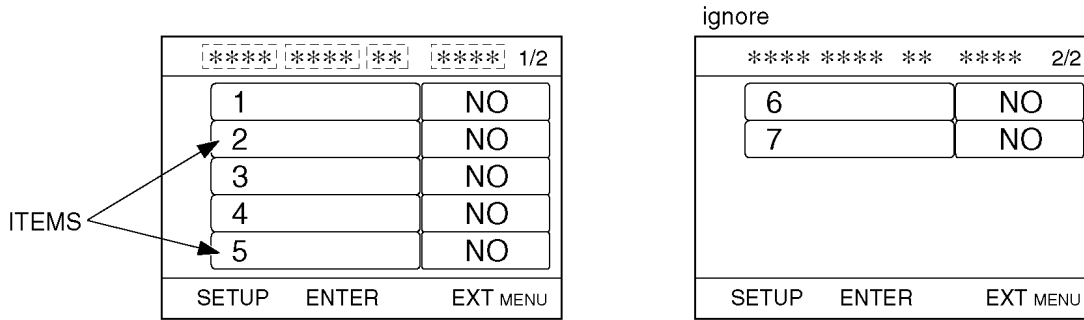 ignore
**** **** ** **** 1/2
1 NO
2 NO
3 NO
4 NO
5 NO
ITEMS
SETUP ENTER EXT MENU
**** **** ** **** 2/2
6 NO
7 NO
SETUP ENTER EXT MENU